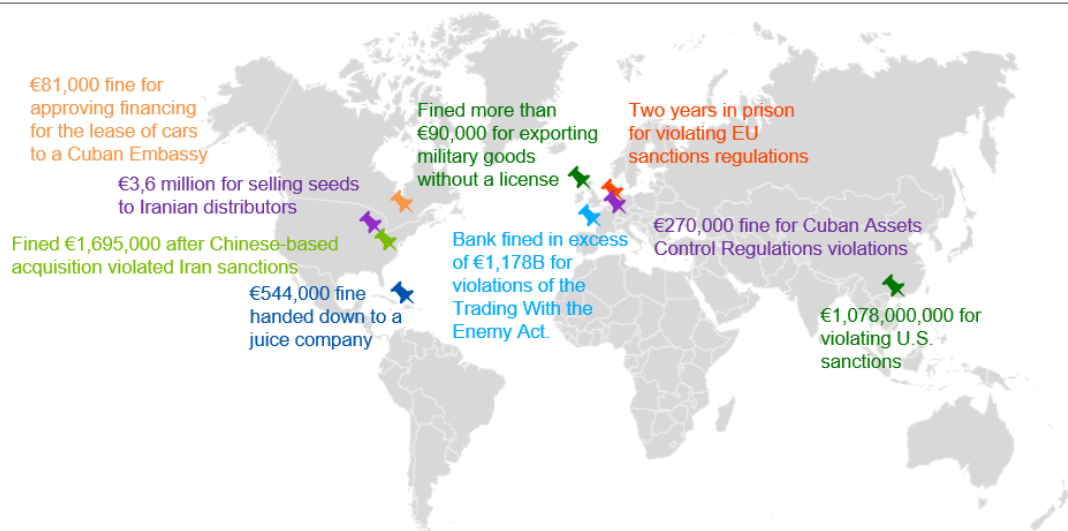 €81,000 fine for
approving financing
for the lease of cars
to a Cuban Embassy
€3,6 million for selling seeds
to Iranian distributors
Fined €1,695,000 after Chinese-based
acquisition violated Iran sanctions
€544,000 fine
handed down to a
juice company
Fined more than
€90,000 for exporting
military goods
without a license
Two years in prison
for violating EU
sanctions regulations
Bank fined in excess
of €1,178B for
violations of the
Trading With the
Enemy Act.
€270,000 fine for Cuban Assets
Control Regulations violations
€1,078,000,000 for
violating U.S.
sanctions